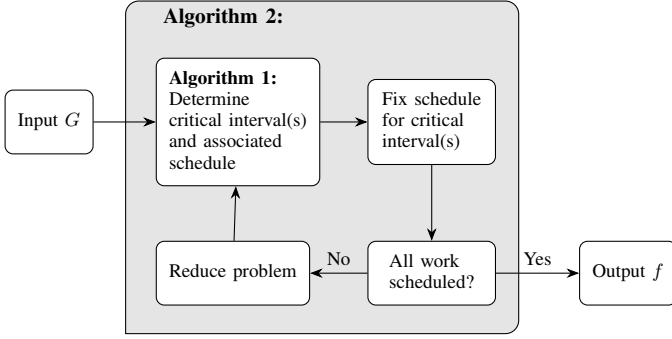 Algorithm 2:
Input G
Algorithm 1:
Determine
critical interval(s)
and associated
schedule
Fix schedule
for critical
interval(s)
All work
scheduled?
No
Reduce problem
Yes
Output f